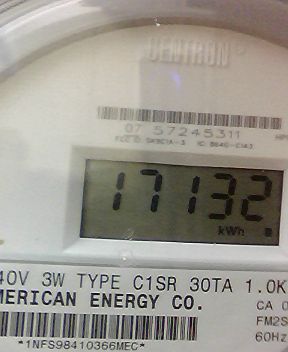 CENTRON®
07 57245311
17132
kWh
40V 3W TYPE C1SR 30TA 1.0K
MERICAN ENERGY CO.
CA 0
FM2S
60Hz
*1NFS98410366MEC*